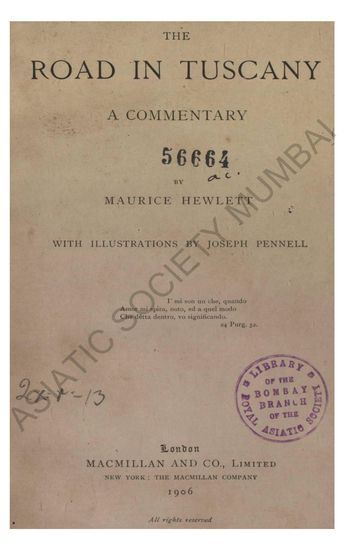 THE
ROAD IN TUSCANY
A COMMENTARY
56664
BY
MAURICE HEWLETT
WITH ILLUSTRATIONS BY JOSEPH PENNELL
I' mi son un che, quando
Amor mi spira, noto, ed a quel modo
Che detta dentro, vo significando.
24 Purg. 52.
LIBRARY
OF THE
BOMBAY
BRANCH
OF THE
ROYAL ASIATIC SOCIETY
London
MACMILLAN AND CO., LIMITED
NEW YORK: THE MACMILLAN COMPANY
1906
All rights reserved
ASIATIC SOCIETY MUMBAI